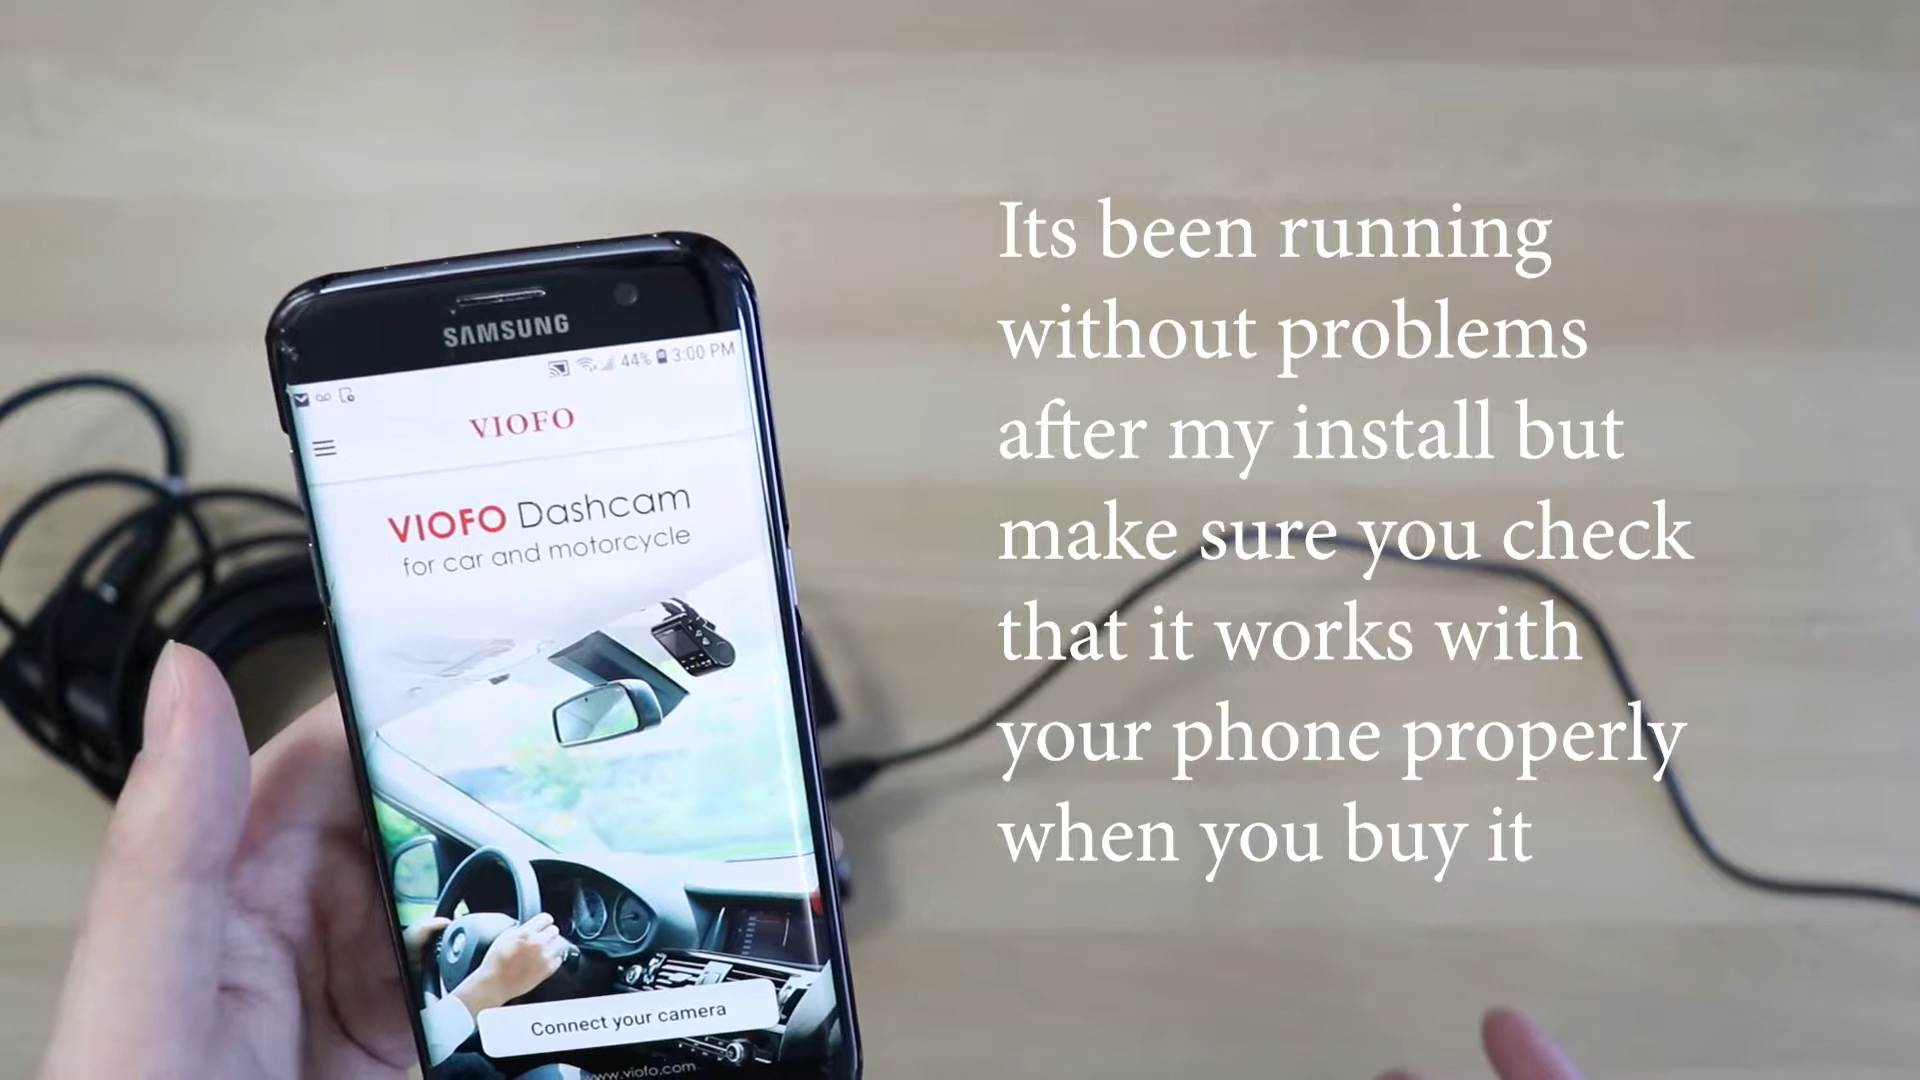 SAMSUNG
44% 3:00 PM
VIOFO
VIOFO Dashcam
for car and motorcycle
Connect your camera
www.viofo.com
Its been running
without problems
after my install but
make sure you check
that it works with
your phone properly
when you buy it